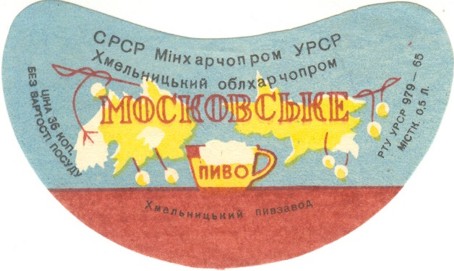 СРСР Мінхарчопром УРСР
Хмельницький облхарчопром
МОСКОВСЬКЕ
ЦІНА 36 КОП.
БЕЗ ВАРТОСТІ ПОСУДУ
РТУ УРСР 979–65
МІСТК. 0,5 Л.
ПИВО
Хмельницький пивзавод